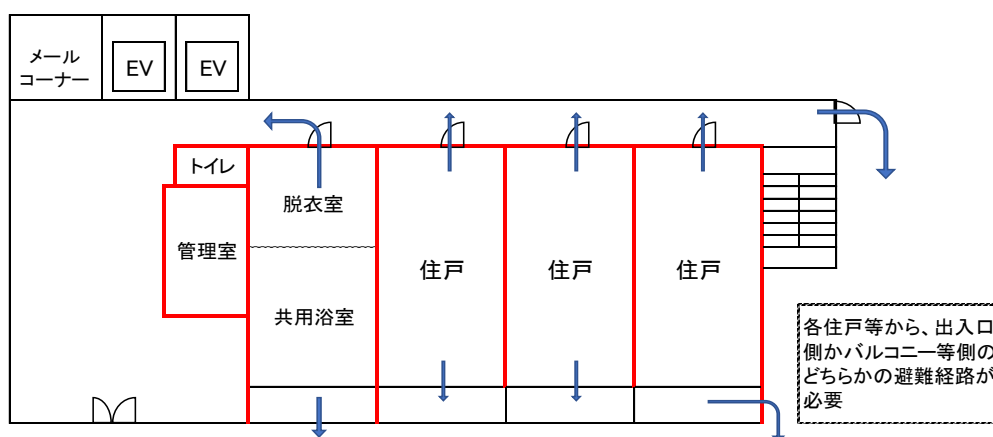 メール
コーナー
EV
EV
トイレ
脱衣室
管理室
共用浴室
住戸
住戸
住戸
各住戸等から、出入口
側かバルコニー等側の
どちらかの避難経路が
必要